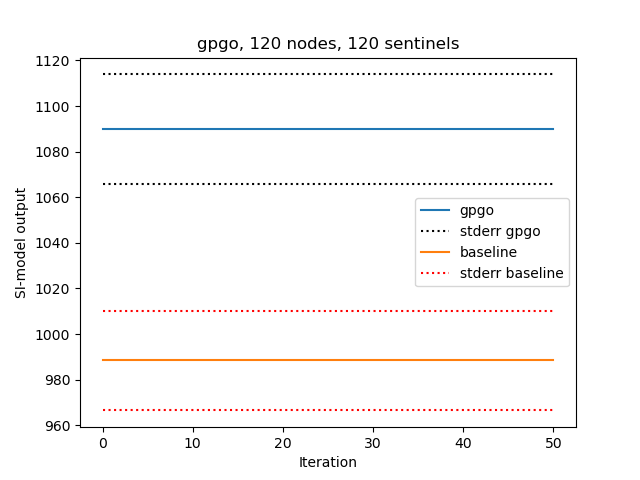 gpgo, 120 nodes, 120 sentinels
1120
1100
1080
1060
1040
1020
1000
980
960
SI-model output
gpgo
stderr gpgo
baseline
stderr baseline
0 10 20 30 40 50
Iteration